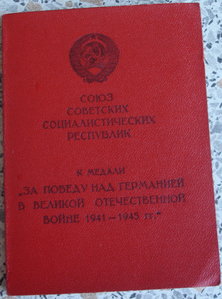 СОЮЗ
СОВЕТСКИХ
СОЦИАЛИСТИЧЕСКИХ
РЕСПУБЛИК
К МЕДАЛИ
„ЗА ПОБЕДУ НАД ГЕРМАНИЕЙ
В ВЕЛИКОЙ ОТЕЧЕСТВЕННОЙ
ВОЙНЕ 1941–1945 гг.“